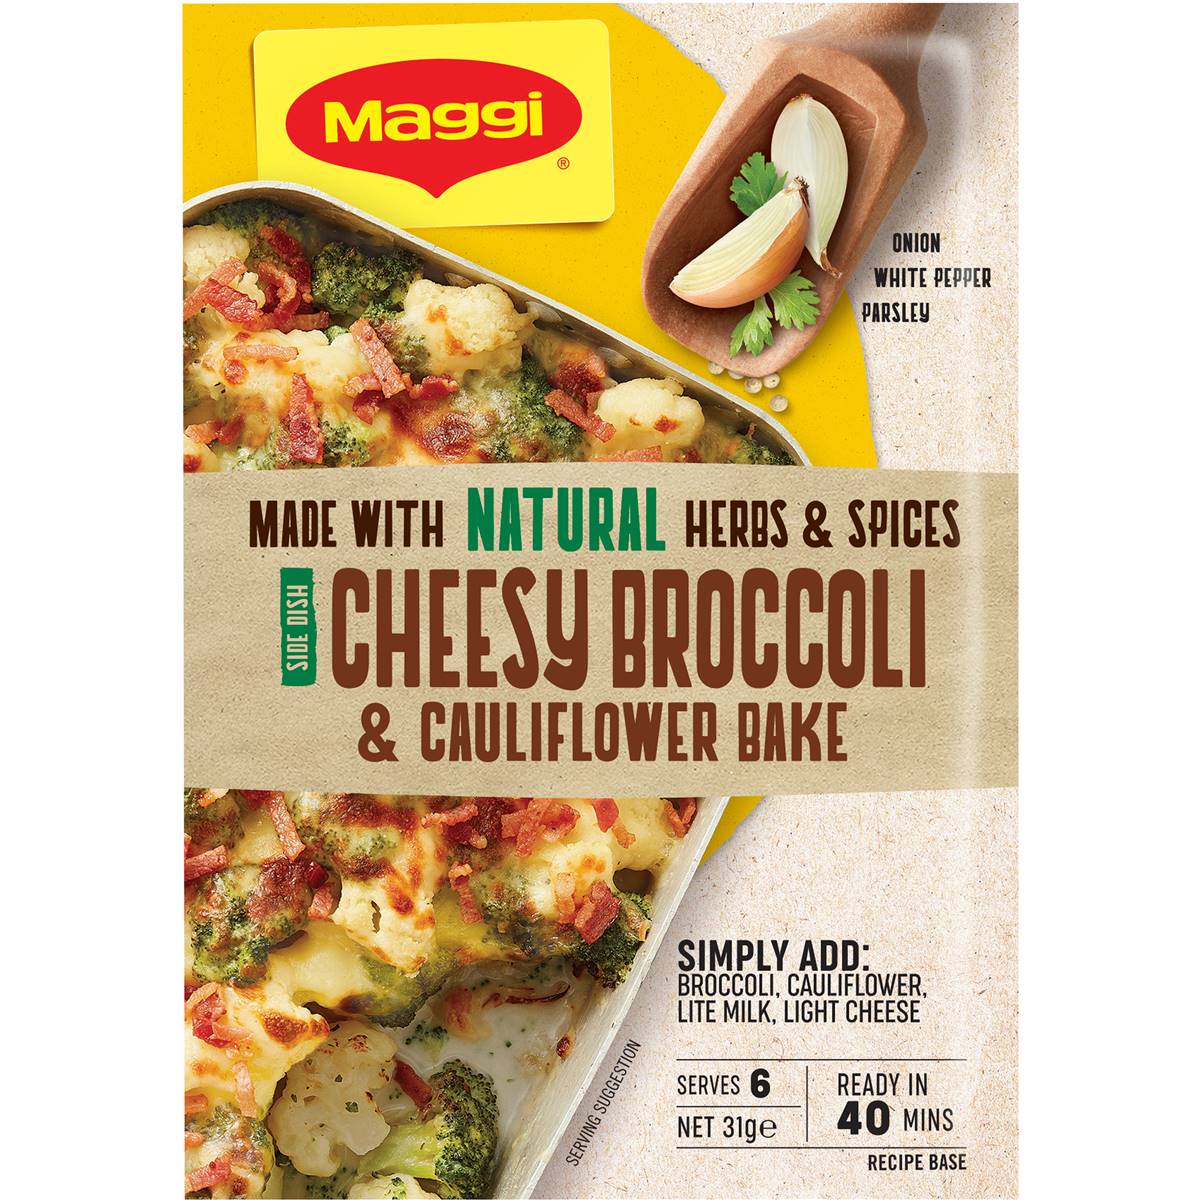 Maggi
®
ONION
WHITE PEPPER
PARSLEY
MADE WITH NATURAL HERBS & SPICES
SIDE DISH
CHEESY BROCCOLI
& CAULIFLOWER BAKE
SIMPLY ADD:
BROCCOLI, CAULIFLOWER,
LITE MILK, LIGHT CHEESE
SERVING SUGGESTION
SERVES 6
NET 31g℮
READY IN
40 MINS
RECIPE BASE